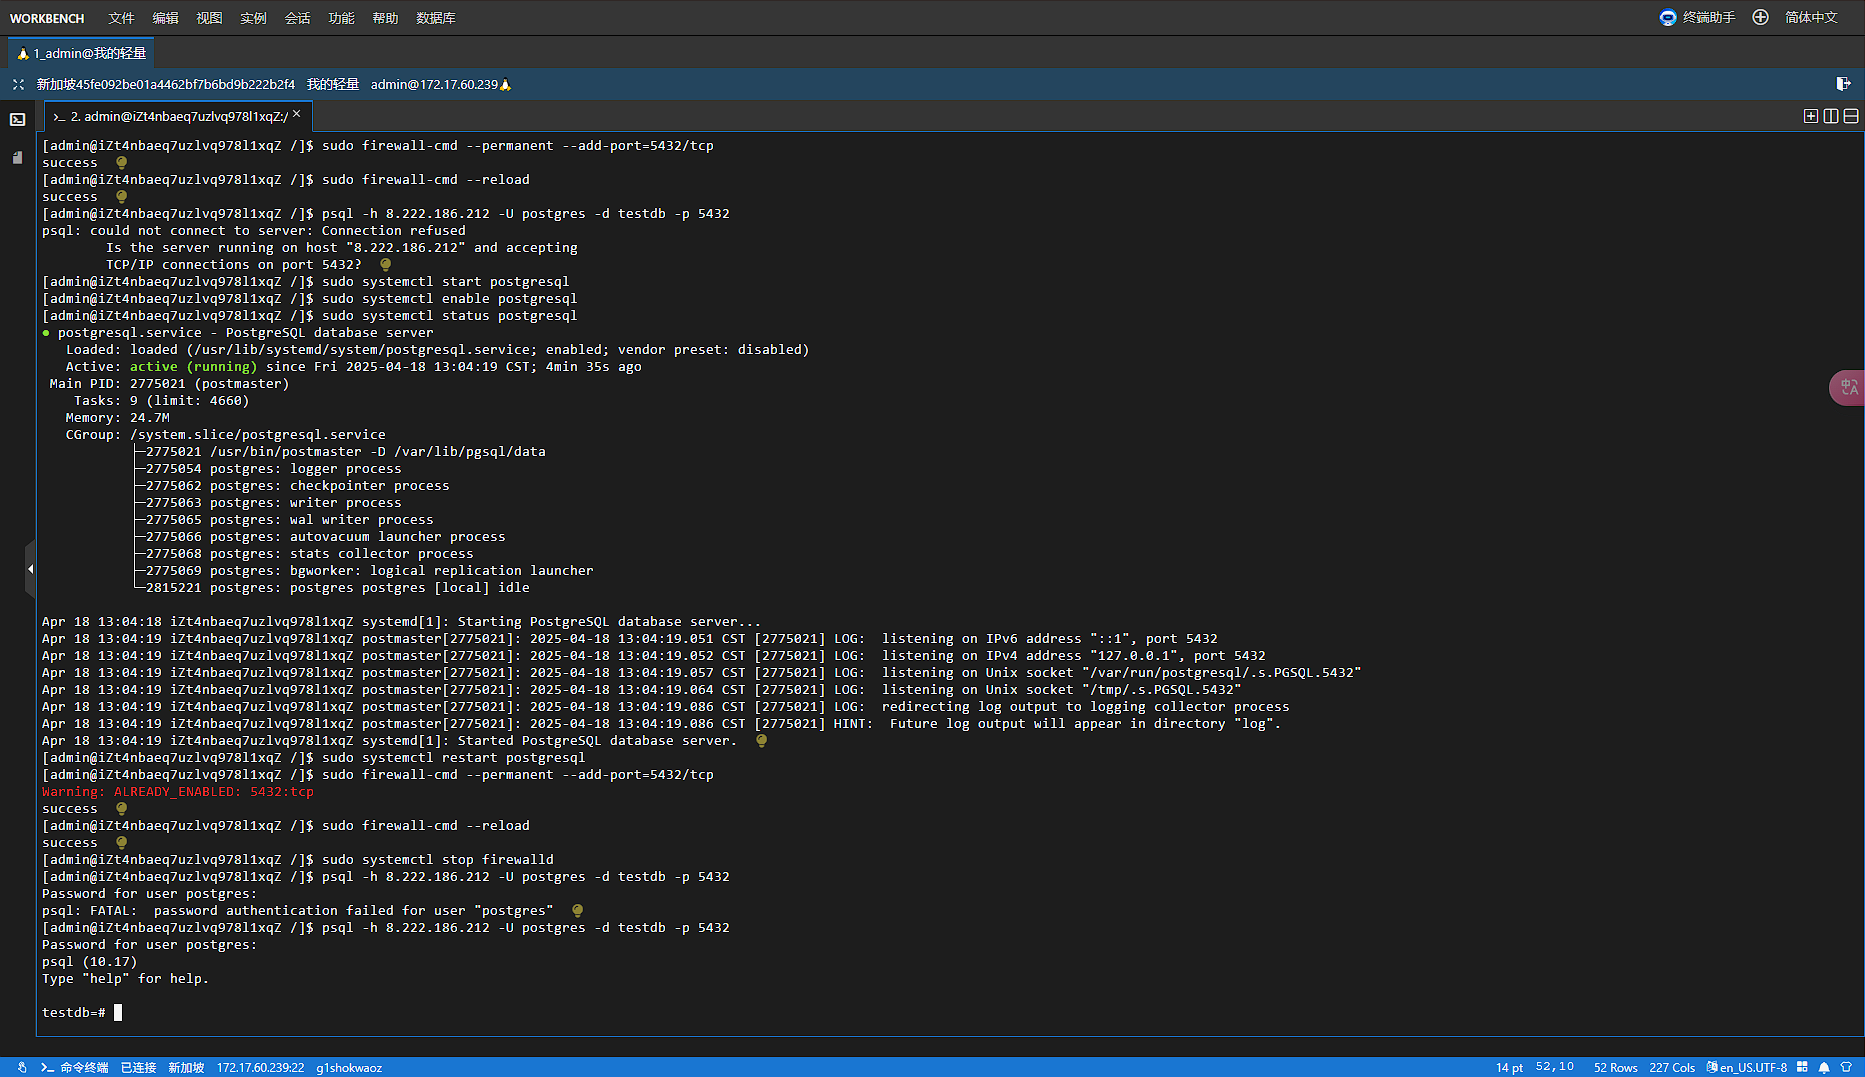 WORKBENCH 文件 编辑 视图 实例 会话 功能 帮助 数据库 终端助手 简体中文
1_admin@我的轻量
新加坡45fe092be01a4462bf7b6bd9b222b2f4 我的轻量 admin@172.17.60.239
>_ 2. admin@iZt4nbaeq7uzlvq978l1xqZ:/ ×
[admin@iZt4nbaeq7uzlvq978l1xqZ /]$ sudo firewall-cmd --permanent --add-port=5432/tcp
success
[admin@iZt4nbaeq7uzlvq978l1xqZ /]$ sudo firewall-cmd --reload
success
[admin@iZt4nbaeq7uzlvq978l1xqZ /]$ psql -h 8.222.186.212 -U postgres -d testdb -p 5432
psql: could not connect to server: Connection refused
Is the server running on host "8.222.186.212" and accepting
TCP/IP connections on port 5432?
[admin@iZt4nbaeq7uzlvq978l1xqZ /]$ sudo systemctl start postgresql
[admin@iZt4nbaeq7uzlvq978l1xqZ /]$ sudo systemctl enable postgresql
[admin@iZt4nbaeq7uzlvq978l1xqZ /]$ sudo systemctl status postgresql
● postgresql.service - PostgreSQL database server
Loaded: loaded (/usr/lib/systemd/system/postgresql.service; enabled; vendor preset: disabled)
Active: active (running) since Fri 2025-04-18 13:04:19 CST; 4min 35s ago
Main PID: 2775021 (postmaster)
Tasks: 9 (limit: 4660)
Memory: 24.7M
CGroup: /system.slice/postgresql.service
├─2775021 /usr/bin/postmaster -D /var/lib/pgsql/data
├─2775054 postgres: logger process
├─2775062 postgres: checkpointer process
├─2775063 postgres: writer process
├─2775065 postgres: wal writer process
├─2775066 postgres: autovacuum launcher process
├─2775068 postgres: stats collector process
├─2775069 postgres: bgworker: logical replication launcher
└─2815221 postgres: postgres postgres [local] idle
Apr 18 13:04:18 iZt4nbaeq7uzlvq978l1xqZ systemd[1]: Starting PostgreSQL database server...
Apr 18 13:04:19 iZt4nbaeq7uzlvq978l1xqZ postmaster[2775021]: 2025-04-18 13:04:19.051 CST [2775021] LOG:  listening on IPv6 address "::1", port 5432
Apr 18 13:04:19 iZt4nbaeq7uzlvq978l1xqZ postmaster[2775021]: 2025-04-18 13:04:19.052 CST [2775021] LOG:  listening on IPv4 address "127.0.0.1", port 5432
Apr 18 13:04:19 iZt4nbaeq7uzlvq978l1xqZ postmaster[2775021]: 2025-04-18 13:04:19.057 CST [2775021] LOG:  listening on Unix socket "/var/run/postgresql/.s.PGSQL.5432"
Apr 18 13:04:19 iZt4nbaeq7uzlvq978l1xqZ postmaster[2775021]: 2025-04-18 13:04:19.064 CST [2775021] LOG:  listening on Unix socket "/tmp/.s.PGSQL.5432"
Apr 18 13:04:19 iZt4nbaeq7uzlvq978l1xqZ postmaster[2775021]: 2025-04-18 13:04:19.086 CST [2775021] LOG:  redirecting log output to logging collector process
Apr 18 13:04:19 iZt4nbaeq7uzlvq978l1xqZ postmaster[2775021]: 2025-04-18 13:04:19.086 CST [2775021] HINT:  Future log output will appear in directory "log".
Apr 18 13:04:19 iZt4nbaeq7uzlvq978l1xqZ systemd[1]: Started PostgreSQL database server.
[admin@iZt4nbaeq7uzlvq978l1xqZ /]$ sudo systemctl restart postgresql
[admin@iZt4nbaeq7uzlvq978l1xqZ /]$ sudo firewall-cmd --permanent --add-port=5432/tcp
Warning: ALREADY_ENABLED: 5432:tcp
success
[admin@iZt4nbaeq7uzlvq978l1xqZ /]$ sudo firewall-cmd --reload
success
[admin@iZt4nbaeq7uzlvq978l1xqZ /]$ sudo systemctl stop firewalld
[admin@iZt4nbaeq7uzlvq978l1xqZ /]$ psql -h 8.222.186.212 -U postgres -d testdb -p 5432
Password for user postgres:
psql: FATAL:  password authentication failed for user "postgres"
[admin@iZt4nbaeq7uzlvq978l1xqZ /]$ psql -h 8.222.186.212 -U postgres -d testdb -p 5432
Password for user postgres:
psql (10.17)
Type "help" for help.
testdb=#
命令终端 已连接 新加坡 172.17.60.239:22 g1shokwaoz 14 pt 52,10 52 Rows 227 Cols en_US.UTF-8